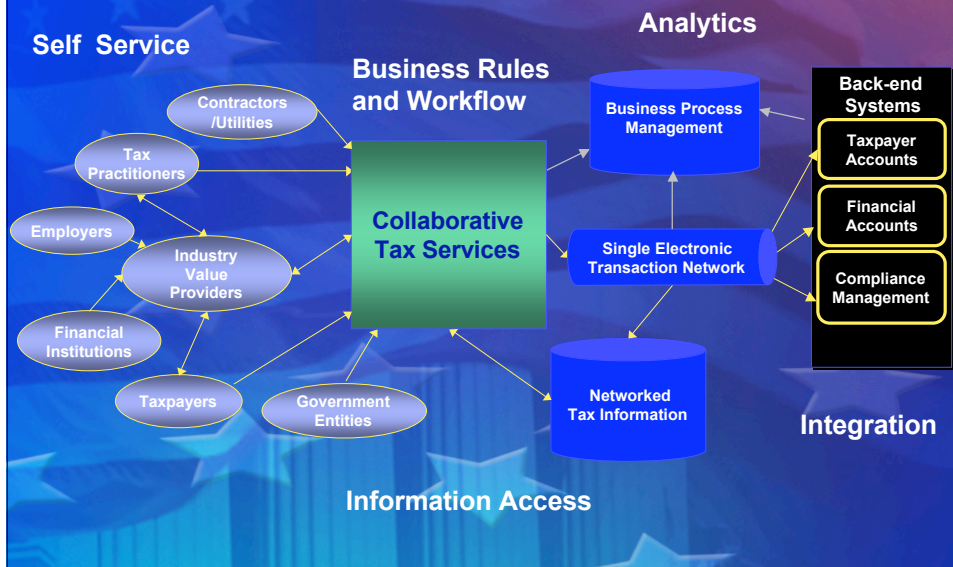 Analytics
Self Service
Business Rules
and Workflow
Back-end
Systems
Contractors
/Utilities
Business Process
Management
Taxpayer
Accounts
Tax
Practitioners
Financial
Accounts
Employers
Collaborative
Tax Services
Single Electronic
Transaction Network
Industry
Value
Providers
Compliance
Management
Financial
Institutions
Taxpayers
Government
Entities
Networked
Tax Information
Integration
Information Access